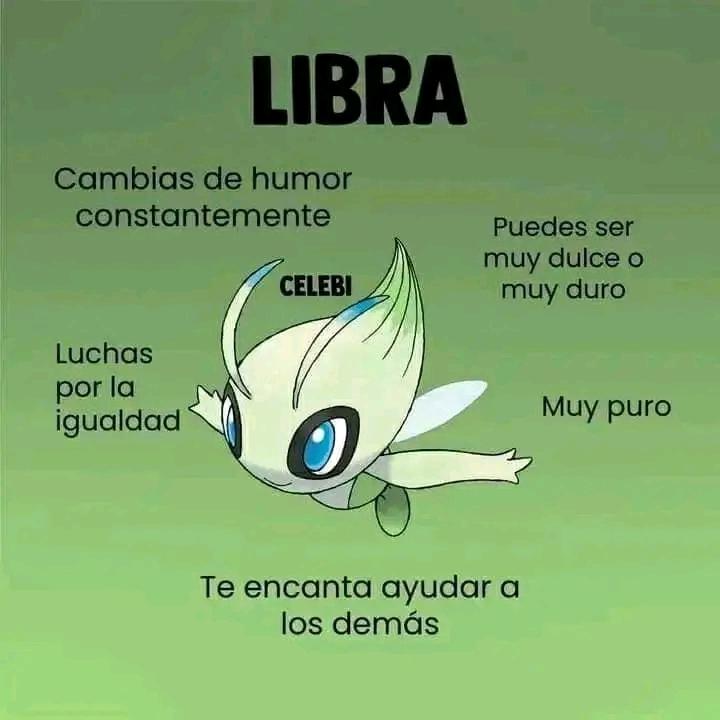 LIBRA
Cambias de humor
constantemente
Puedes ser
muy dulce o
muy duro
CELEBI
Luchas
por la
igualdad
Muy puro
Te encanta ayudar a
los demás